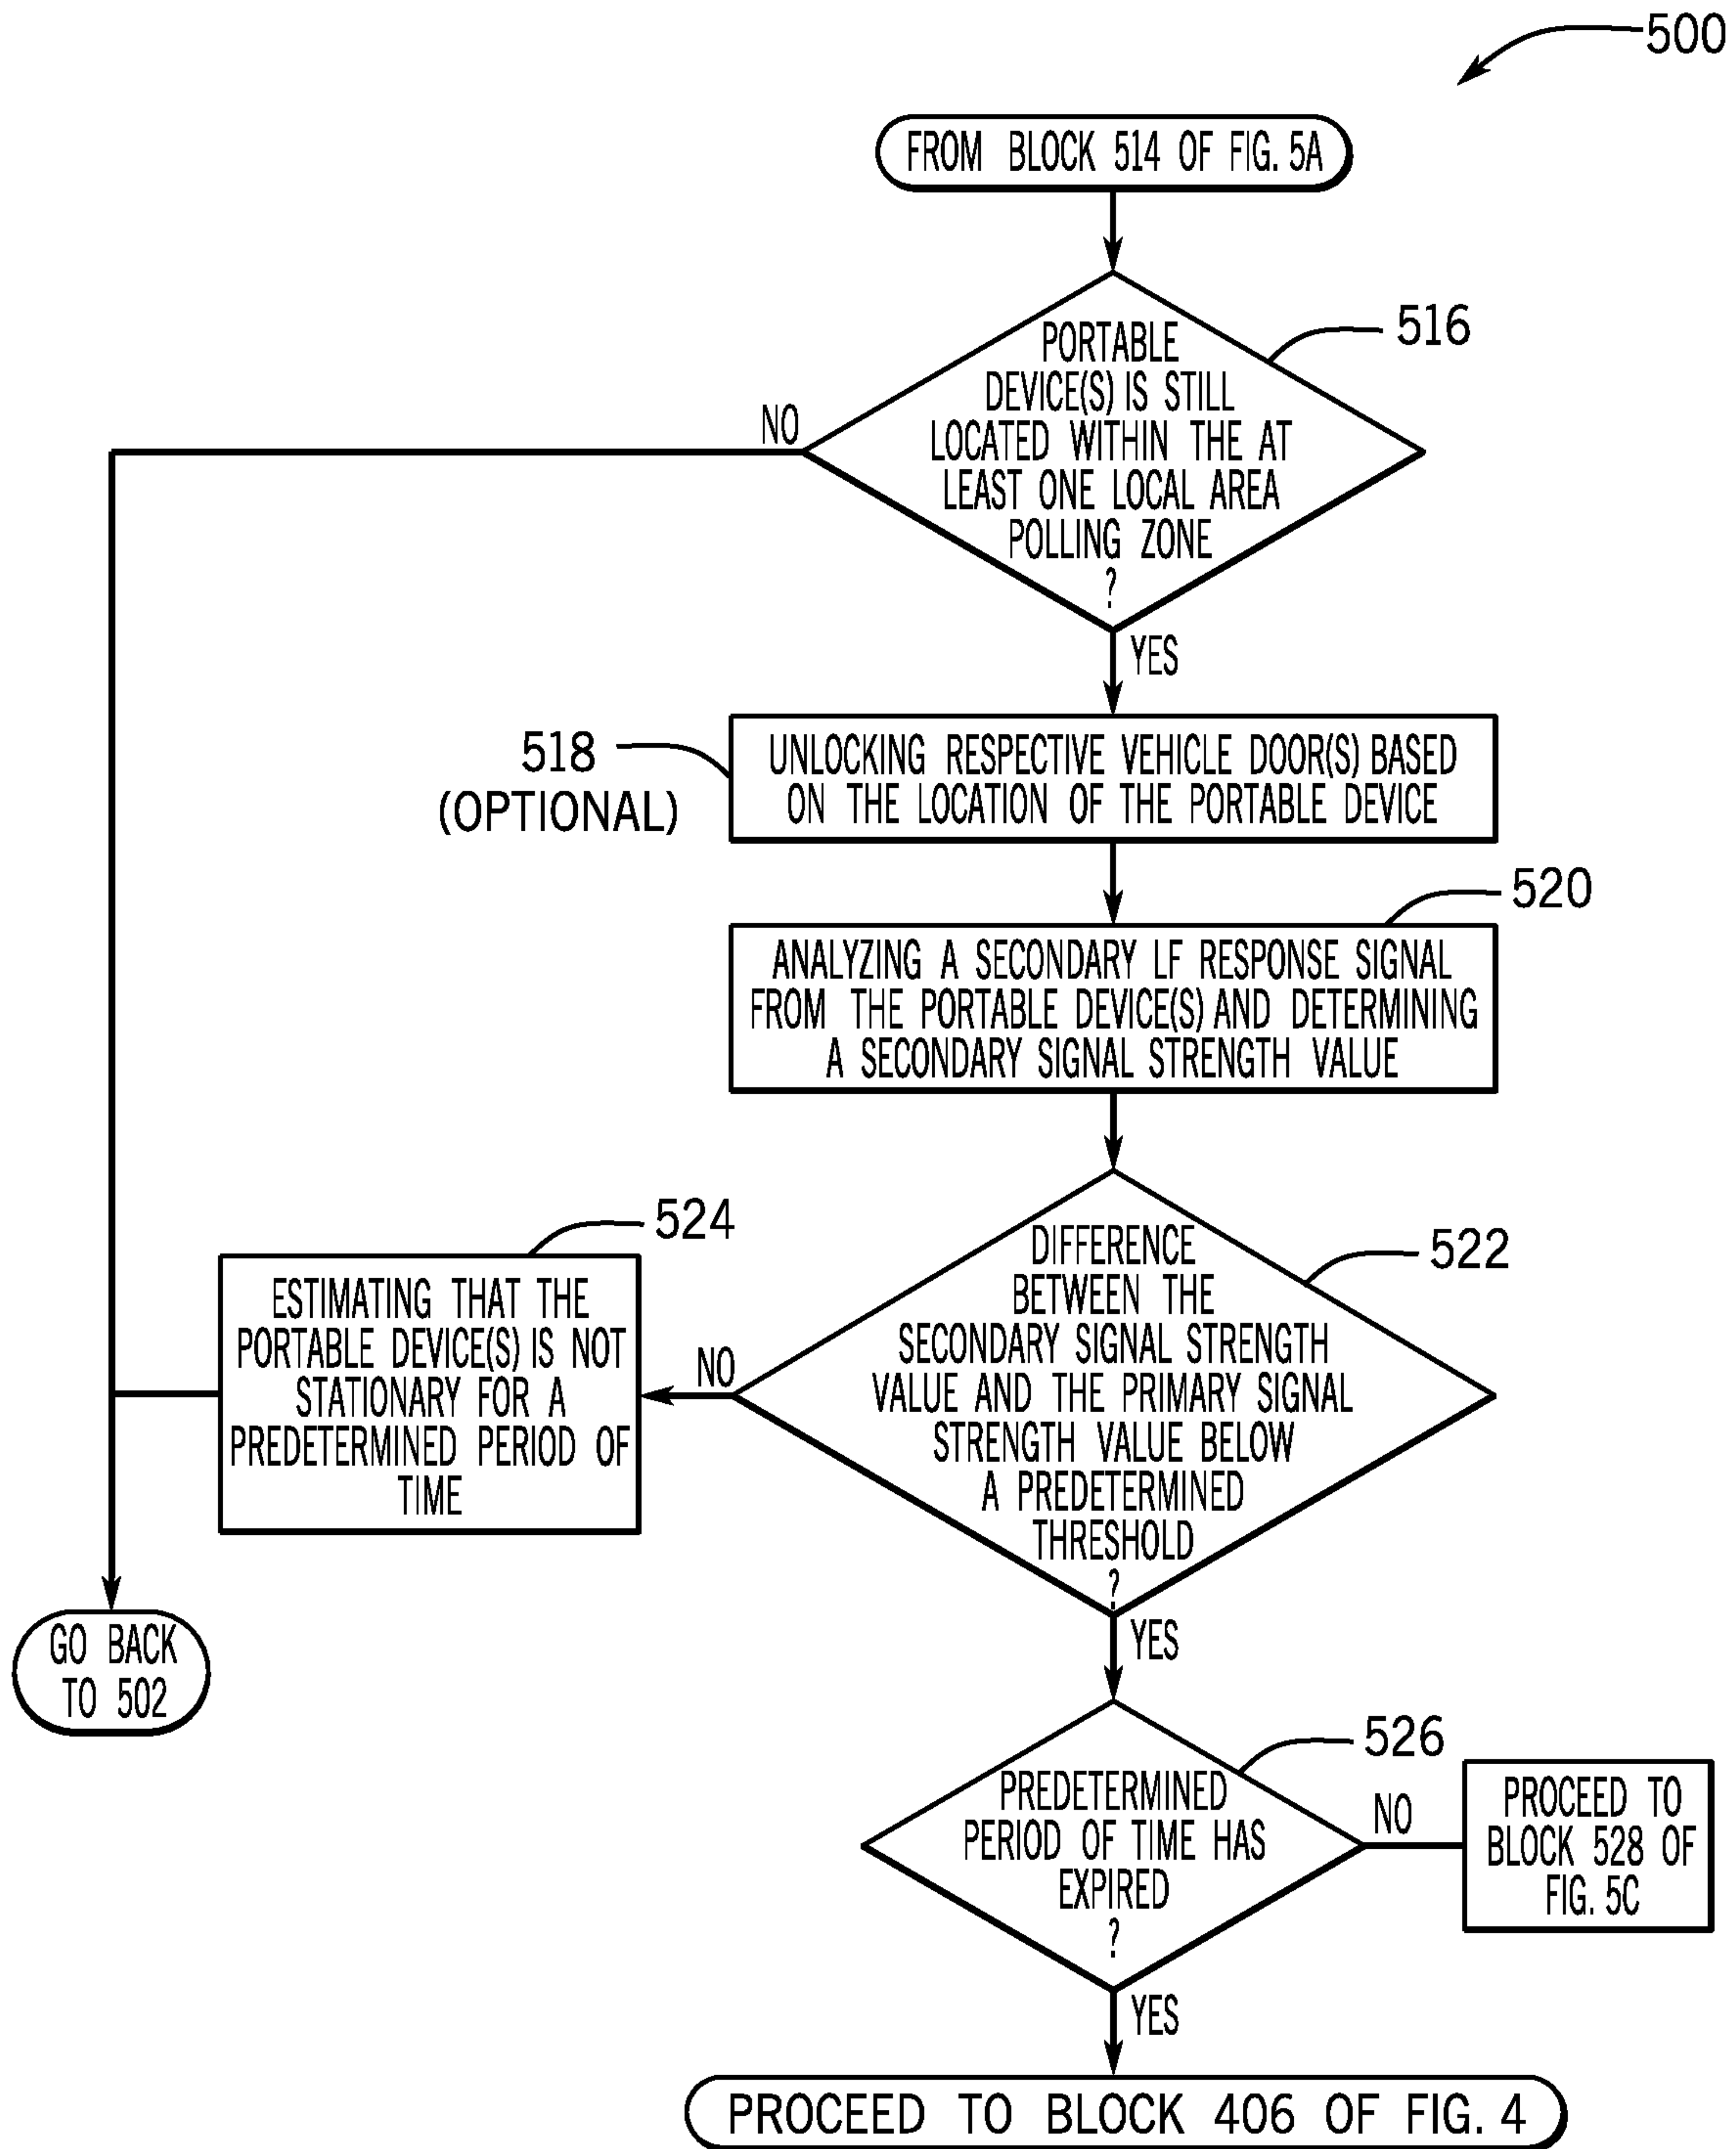 500
FROM BLOCK 514 OF FIG. 5A
516
PORTABLE
DEVICE(S) IS STILL
LOCATED WITHIN THE AT
LEAST ONE LOCAL AREA
POLLING ZONE
?
NO
YES
518
(OPTIONAL)
UNLOCKING RESPECTIVE VEHICLE DOOR(S) BASED
ON THE LOCATION OF THE PORTABLE DEVICE
520
ANALYZING A SECONDARY LF RESPONSE SIGNAL
FROM THE PORTABLE DEVICE(S) AND DETERMINING
A SECONDARY SIGNAL STRENGTH VALUE
522
DIFFERENCE
BETWEEN THE
SECONDARY SIGNAL STRENGTH
VALUE AND THE PRIMARY SIGNAL
STRENGTH VALUE BELOW
A PREDETERMINED
THRESHOLD
?
NO
524
ESTIMATING THAT THE
PORTABLE DEVICE(S) IS NOT
STATIONARY FOR A
PREDETERMINED PERIOD OF
TIME
GO BACK
TO 502
YES
526
PREDETERMINED
PERIOD OF TIME HAS
EXPIRED
?
NO
PROCEED TO
BLOCK 528 OF
FIG. 5C
YES
PROCEED TO BLOCK 406 OF FIG. 4